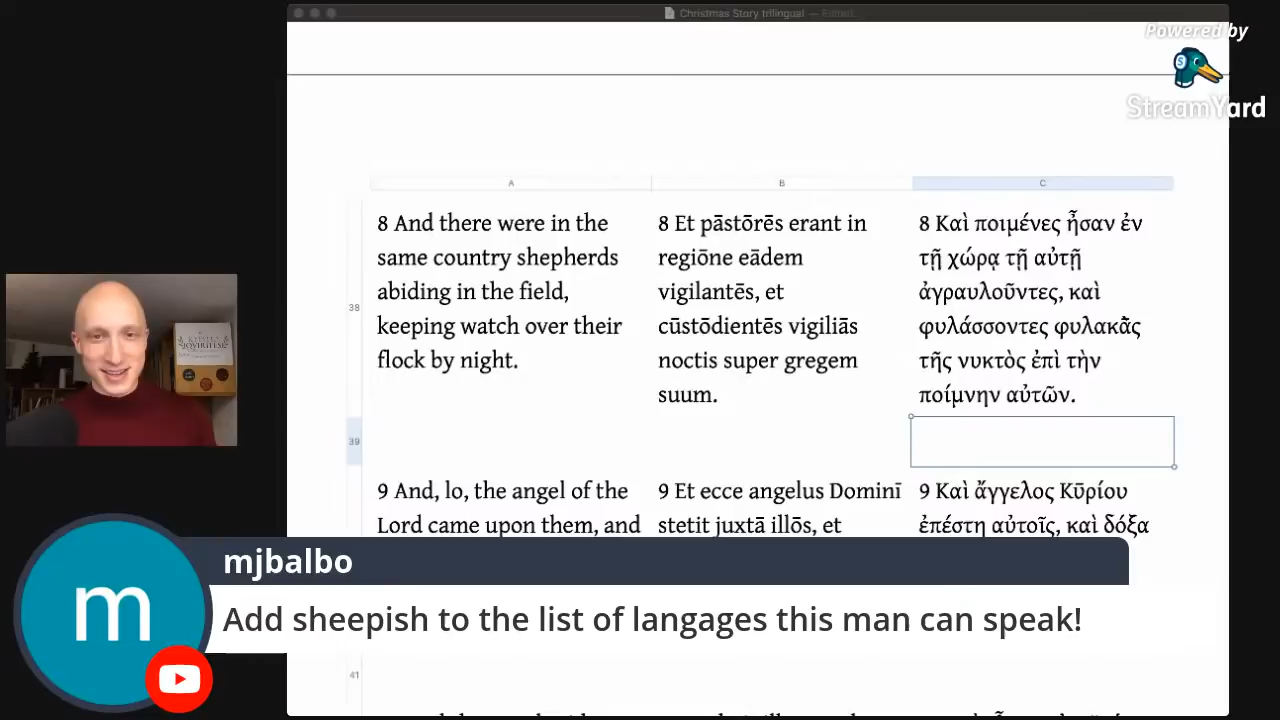 Christmas Story trilingual — Edited
Powered by
StreamYard
A
B
C
38
8 And there were in the
same country shepherds
abiding in the field,
keeping watch over their
flock by night.
8 Et pāstōrēs erant in
regiōne eādem
vigilantēs, et
cūstōdientēs vigiliās
noctis super gregem
suum.
8 Καὶ ποιμένες ἦσαν ἐν
τῇ χώρᾳ τῇ αὐτῇ
ἀγραυλοῦντες, καὶ
φυλάσσοντες φυλακᾱ̀ς
τῆς νυκτὸς ἐπὶ τὴν
ποίμνην αὐτῶν.
39
9 And, lo, the angel of the
Lord came upon them, and
9 Et ecce angelus Dominī
stetit juxtā illōs, et
9 Καὶ ἄγγελος Κῡρίου
ἐπέστη αὐτοῖς, καὶ δόξα
m
mjbalbo
Add sheepish to the list of langages this man can speak!
41